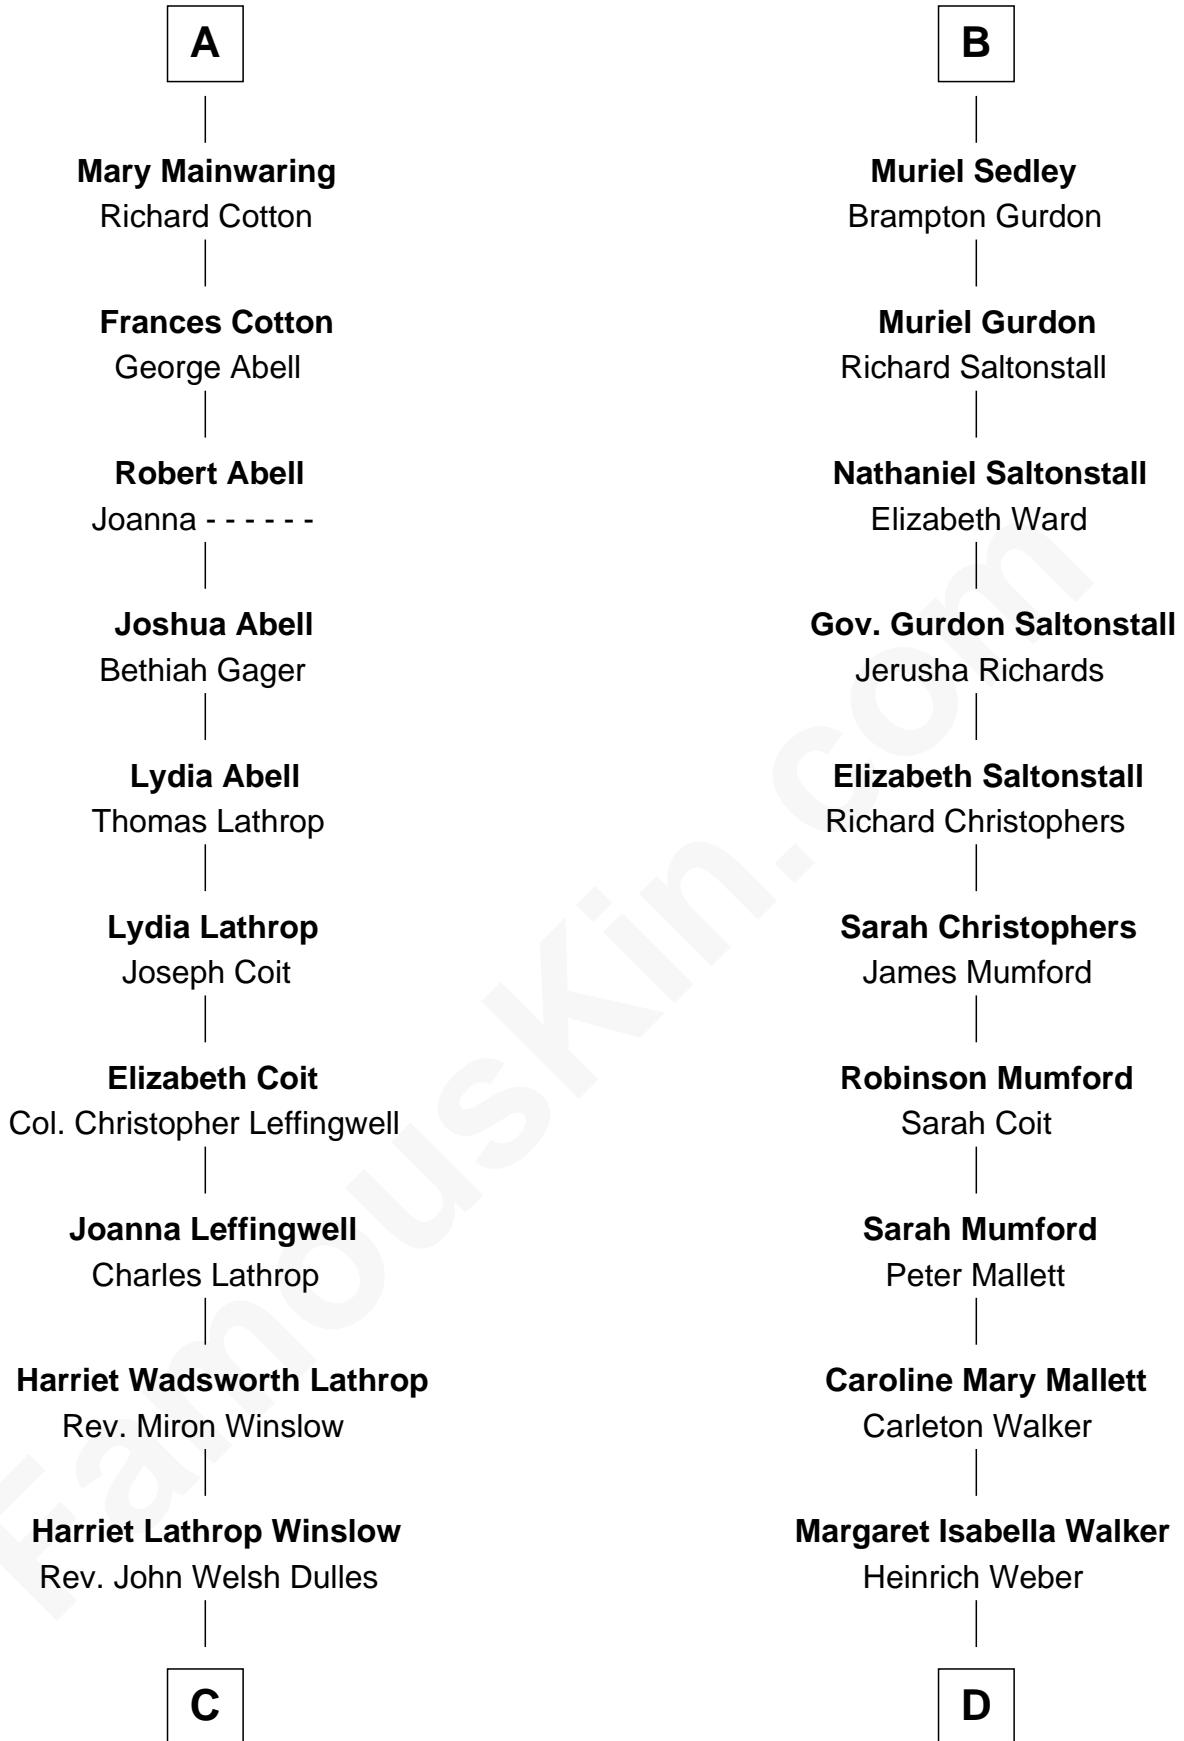 A
Mary Mainwaring
Richard Cotton
Frances Cotton
George Abell
Robert Abell
Joanna - - - - - -
Joshua Abell
Bethiah Gager
Lydia Abell
Thomas Lathrop
Lydia Lathrop
Joseph Coit
Elizabeth Coit
Col. Christopher Leffingwell
Joanna Leffingwell
Charles Lathrop
Harriet Wadsworth Lathrop
Rev. Miron Winslow
Harriet Lathrop Winslow
Rev. John Welsh Dulles
C
B
Muriel Sedley
Brampton Gurdon
Muriel Gurdon
Richard Saltonstall
Nathaniel Saltonstall
Elizabeth Ward
Gov. Gurdon Saltonstall
Jerusha Richards
Elizabeth Saltonstall
Richard Christophers
Sarah Christophers
James Mumford
Robinson Mumford
Sarah Coit
Sarah Mumford
Peter Mallett
Caroline Mary Mallett
Carleton Walker
Margaret Isabella Walker
Heinrich Weber
D
FamousKin.com